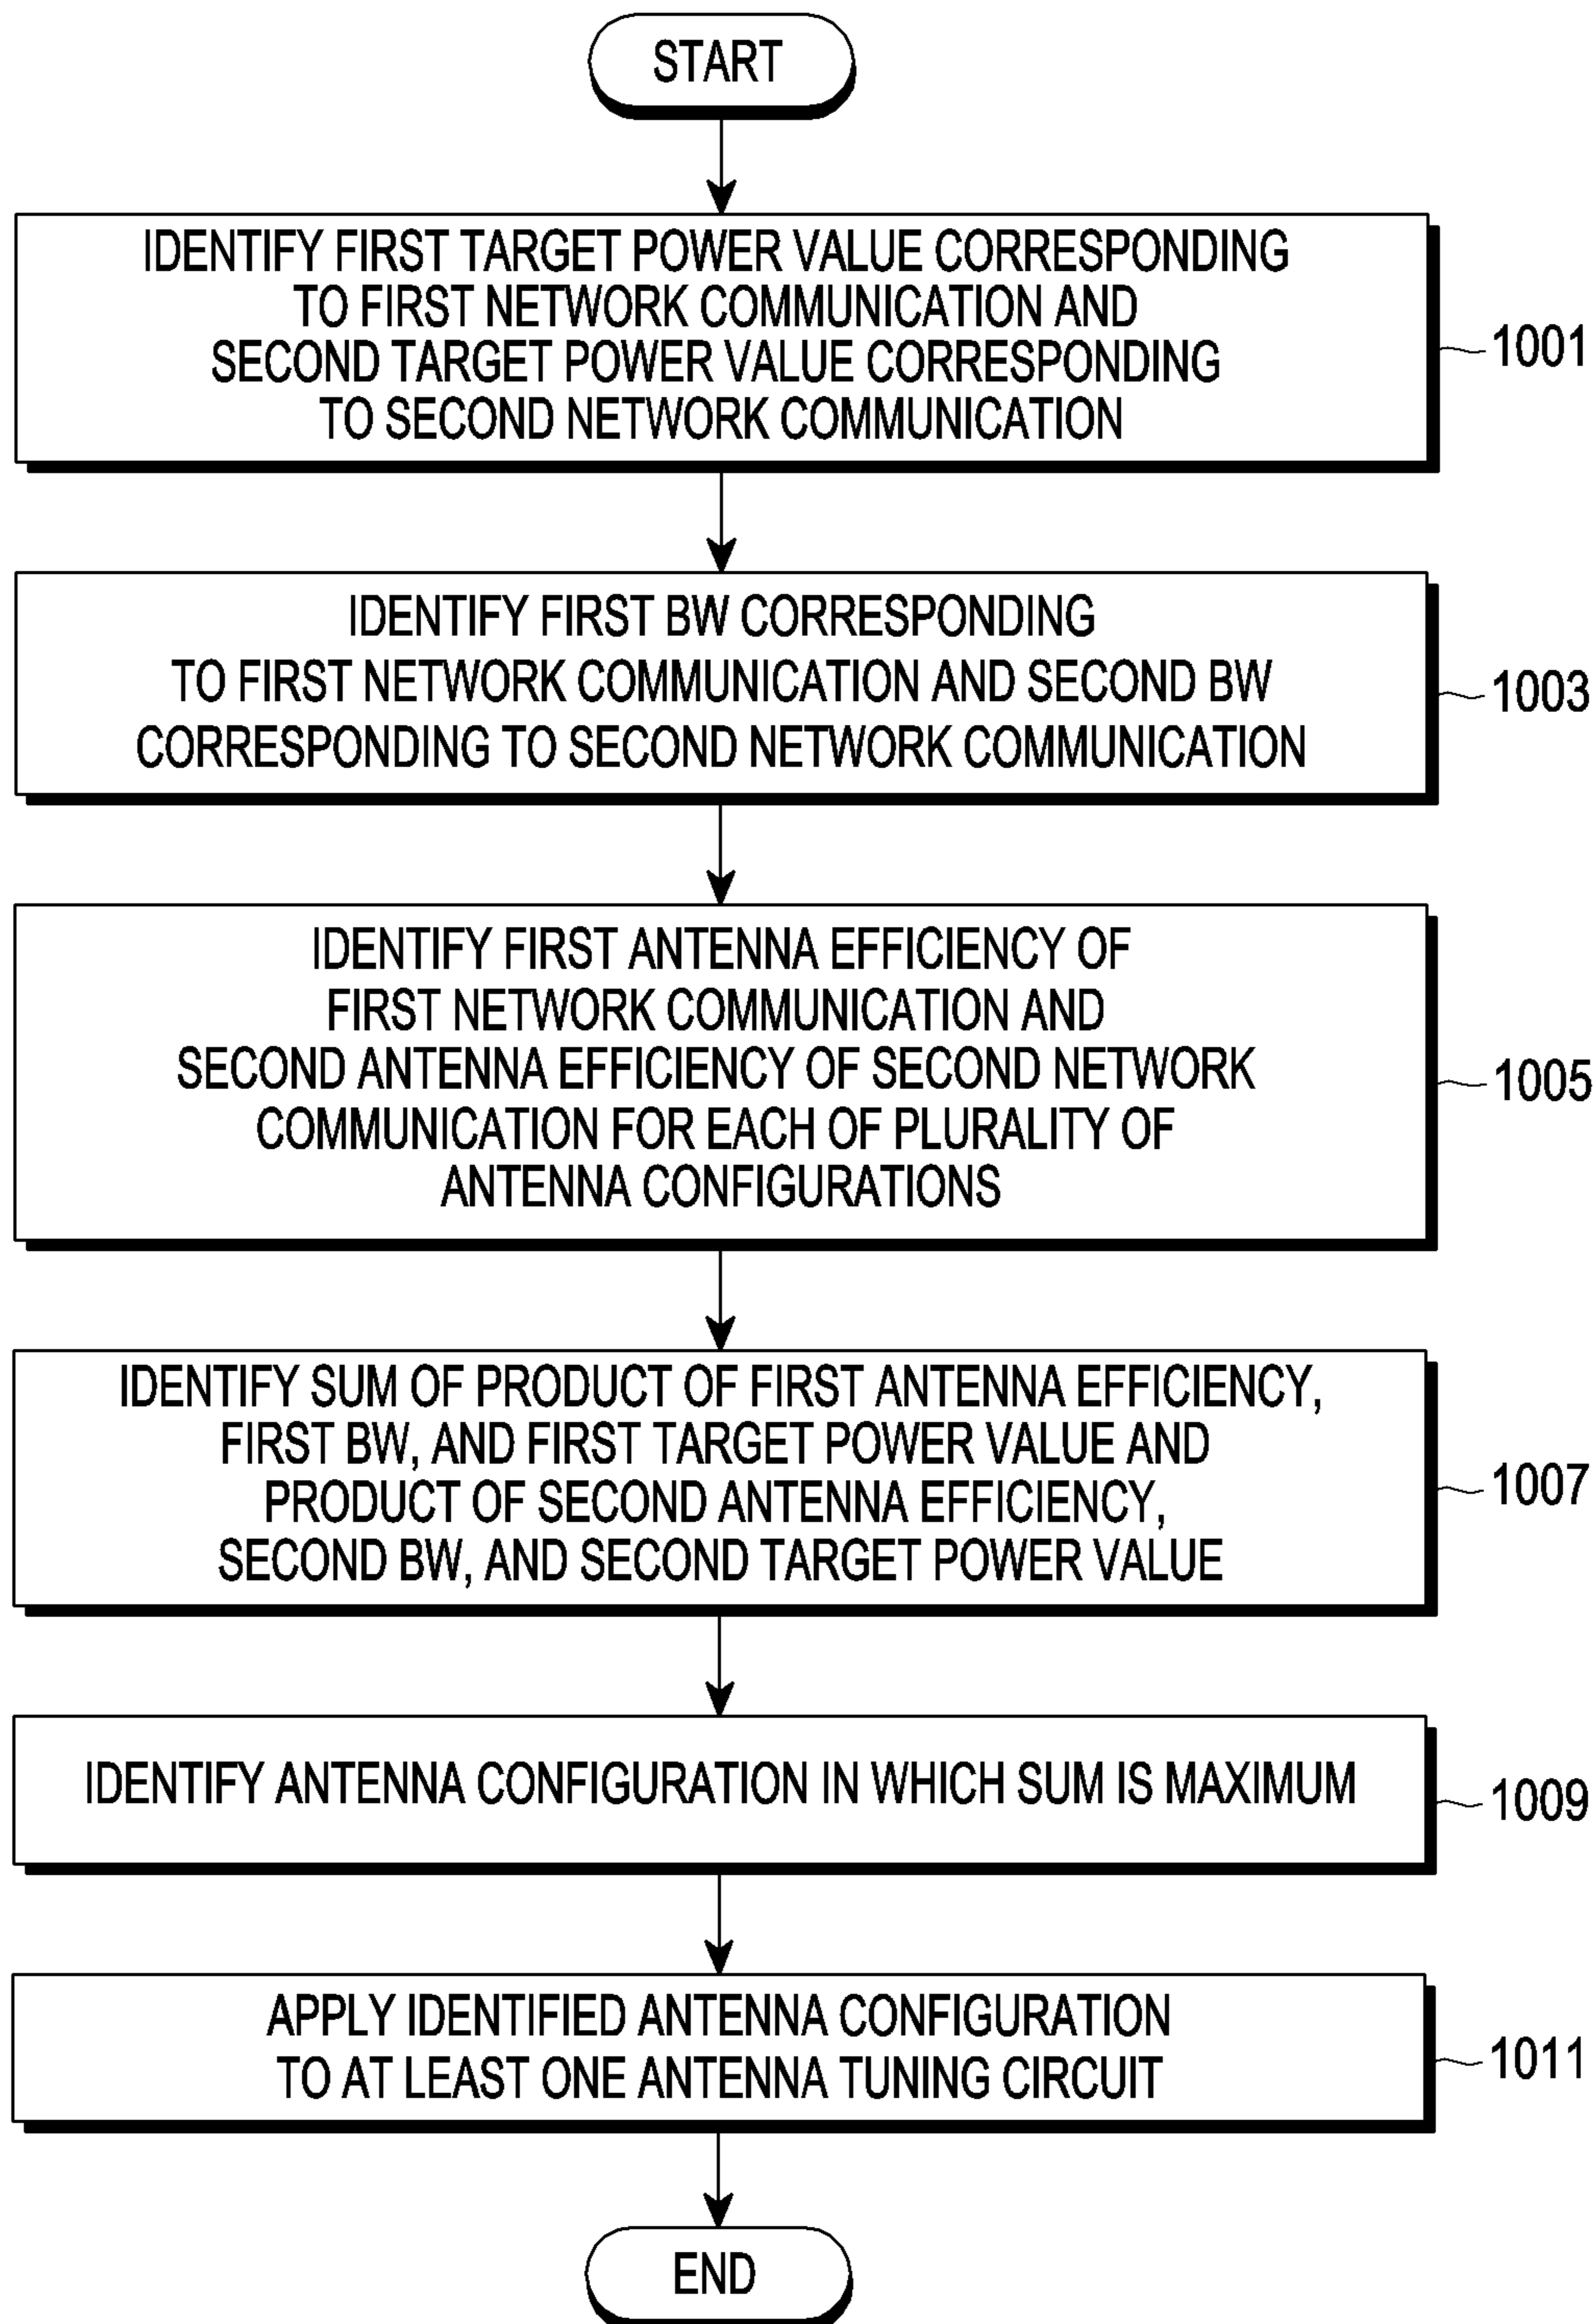 START
IDENTIFY FIRST TARGET POWER VALUE CORRESPONDING
TO FIRST NETWORK COMMUNICATION AND
SECOND TARGET POWER VALUE CORRESPONDING
TO SECOND NETWORK COMMUNICATION
1001
IDENTIFY FIRST BW CORRESPONDING
TO FIRST NETWORK COMMUNICATION AND SECOND BW
CORRESPONDING TO SECOND NETWORK COMMUNICATION
1003
IDENTIFY FIRST ANTENNA EFFICIENCY OF
FIRST NETWORK COMMUNICATION AND
SECOND ANTENNA EFFICIENCY OF SECOND NETWORK
COMMUNICATION FOR EACH OF PLURALITY OF
ANTENNA CONFIGURATIONS
1005
IDENTIFY SUM OF PRODUCT OF FIRST ANTENNA EFFICIENCY,
FIRST BW, AND FIRST TARGET POWER VALUE AND
PRODUCT OF SECOND ANTENNA EFFICIENCY,
SECOND BW, AND SECOND TARGET POWER VALUE
1007
IDENTIFY ANTENNA CONFIGURATION IN WHICH SUM IS MAXIMUM
1009
APPLY IDENTIFIED ANTENNA CONFIGURATION
TO AT LEAST ONE ANTENNA TUNING CIRCUIT
1011
END